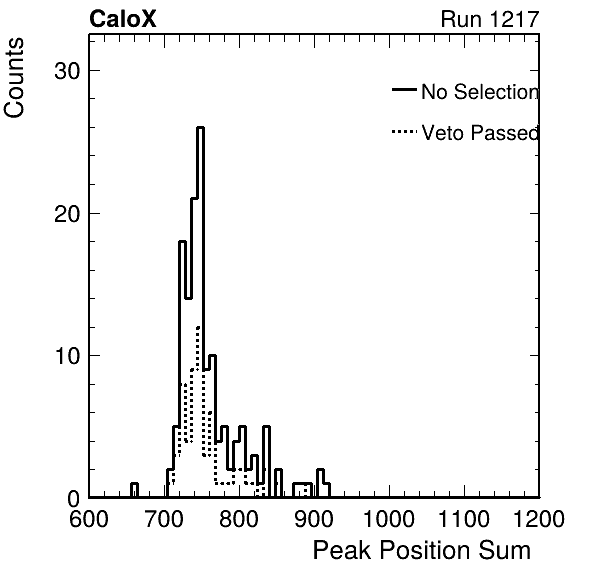 CaloX Run 1217
Counts
30
20
10
0
No Selection
Veto Passed
600 700 800 900 1000 1100 1200
Peak Position Sum